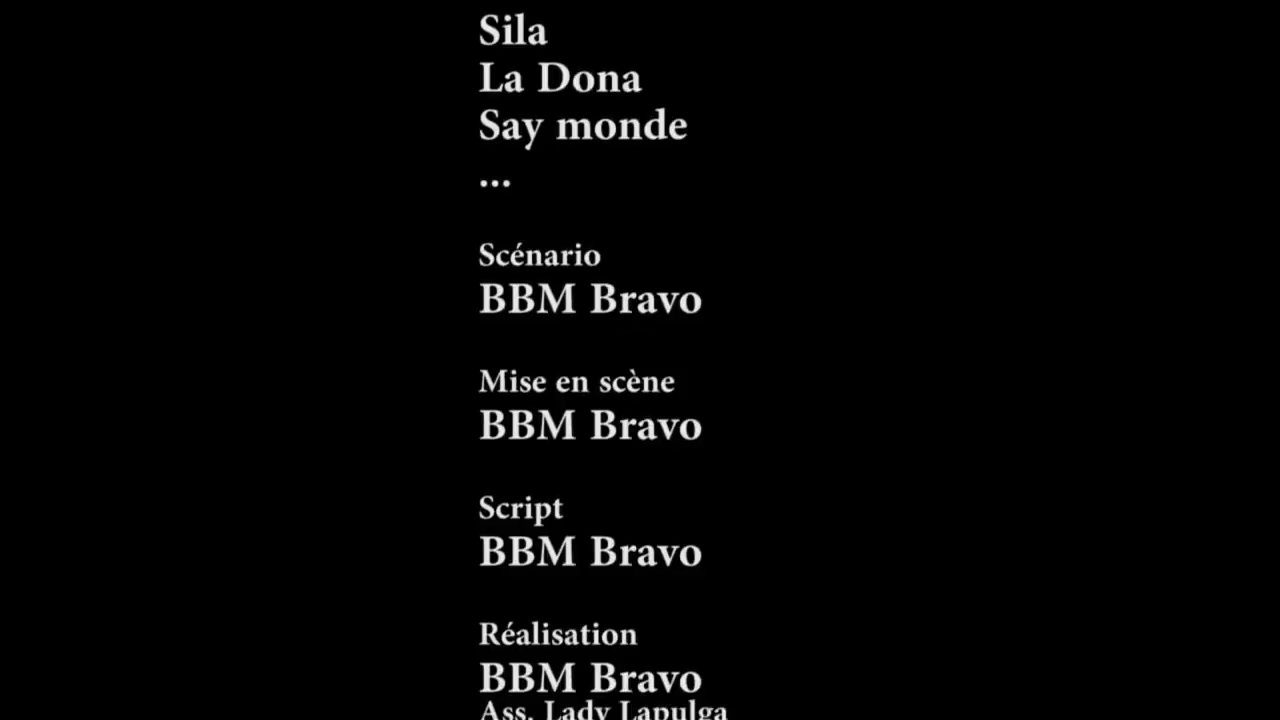 Sila
La Dona
Say monde
...
Scénario
BBM Bravo
Mise en scène
BBM Bravo
Script
BBM Bravo
Réalisation
BBM Bravo
Ass. Lady Lapulga